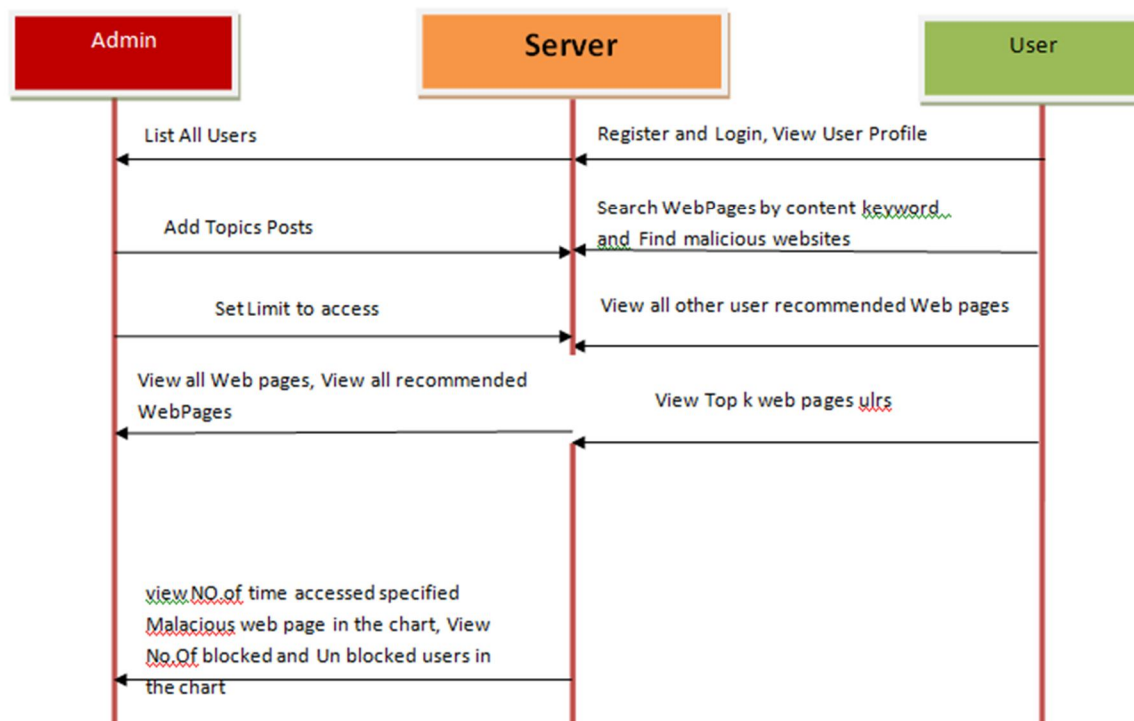 Admin
Server
User
List All Users
Register and Login, View User Profile
Add Topics Posts
Search WebPages by content keyword
and Find malicious websites
Set Limit to access
View all other user recommended Web pages
View all Web pages, View all recommended
WebPages
View Top k web pages ulrs
view NO.of time accessed specified
Malacious web page in the chart, View
No.Of blocked and Un blocked users in
the chart